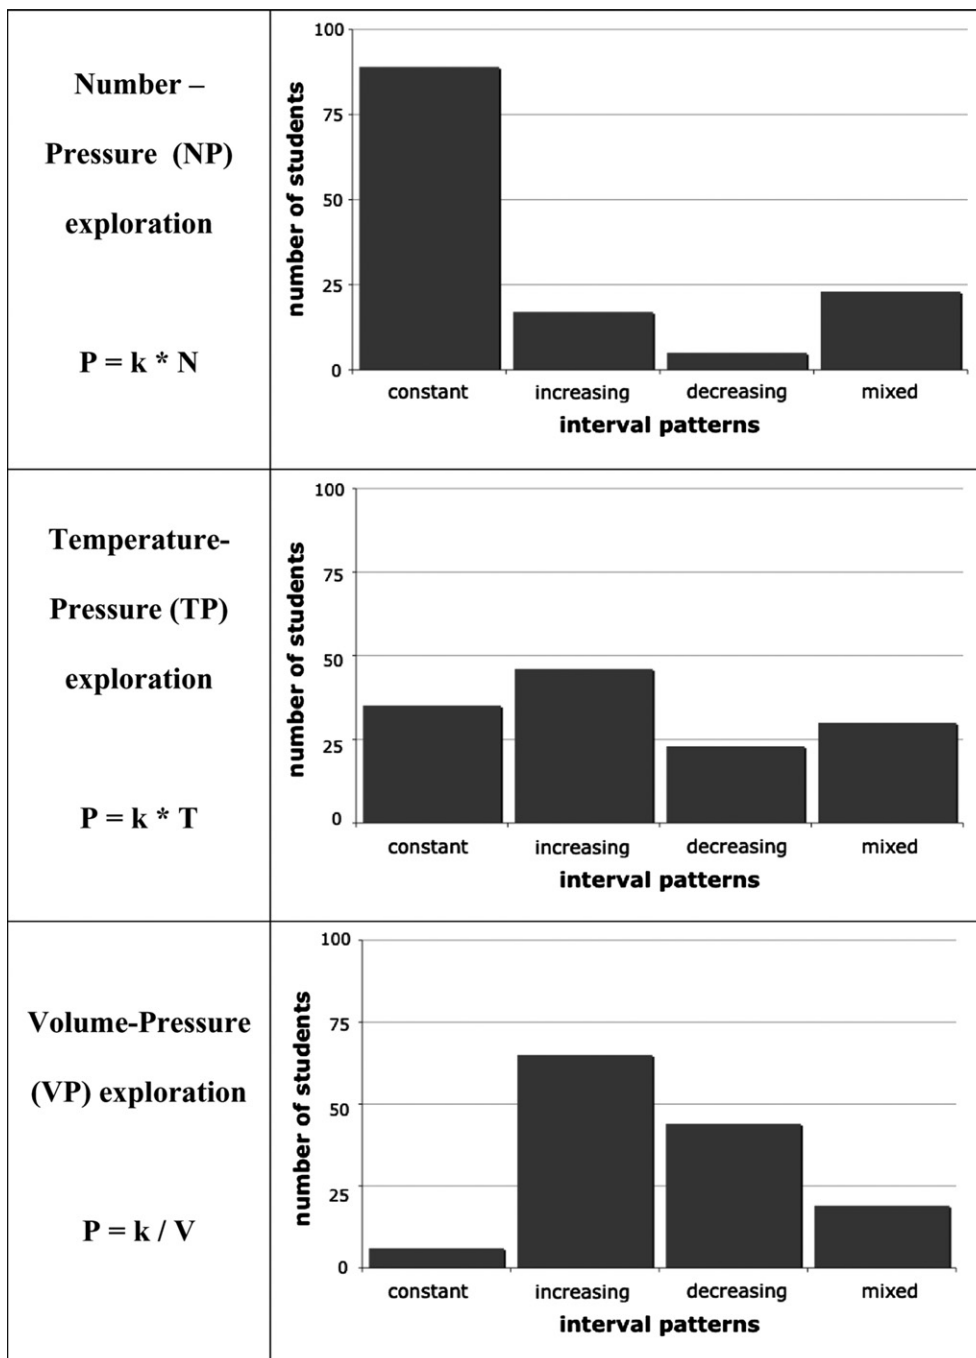 Number –
Pressure (NP)
exploration
P = k * N
100
75
50
25
0
number of students
constant increasing decreasing mixed
interval patterns
Temperature-
Pressure (TP)
exploration
P = k * T
100
75
50
25
0
number of students
constant increasing decreasing mixed
interval patterns
Volume-Pressure
(VP) exploration
P = k / V
100
75
50
25
0
number of students
constant increasing decreasing mixed
interval patterns